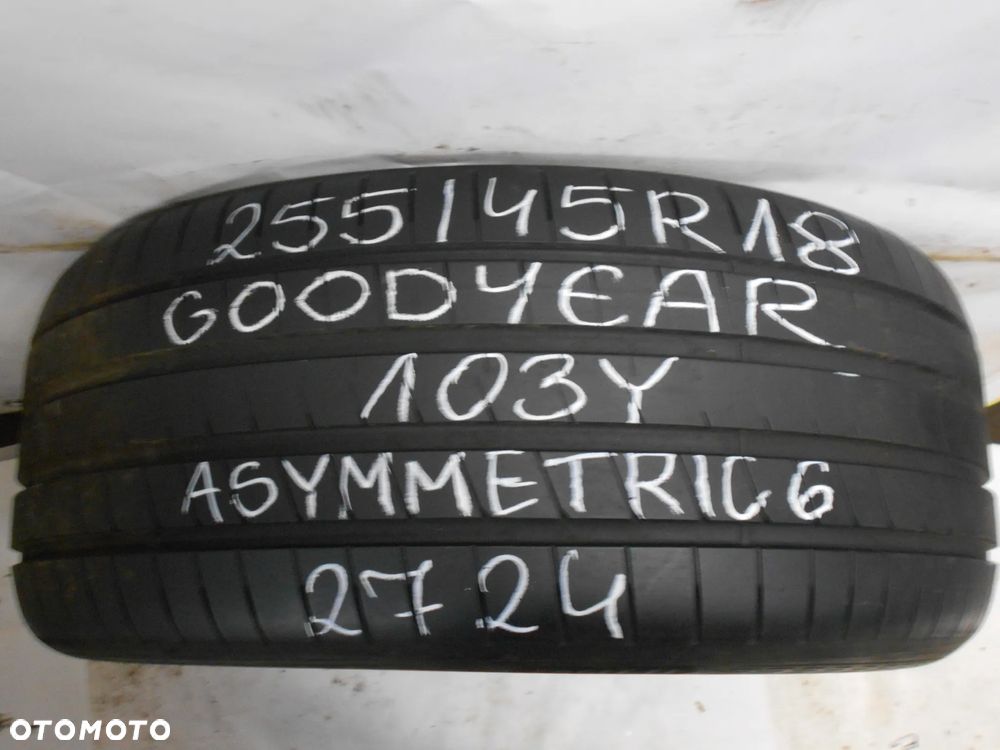 255/45R18
GOODYEAR
103Y
ASYMMETRIC 6
2724
OTOMOTO